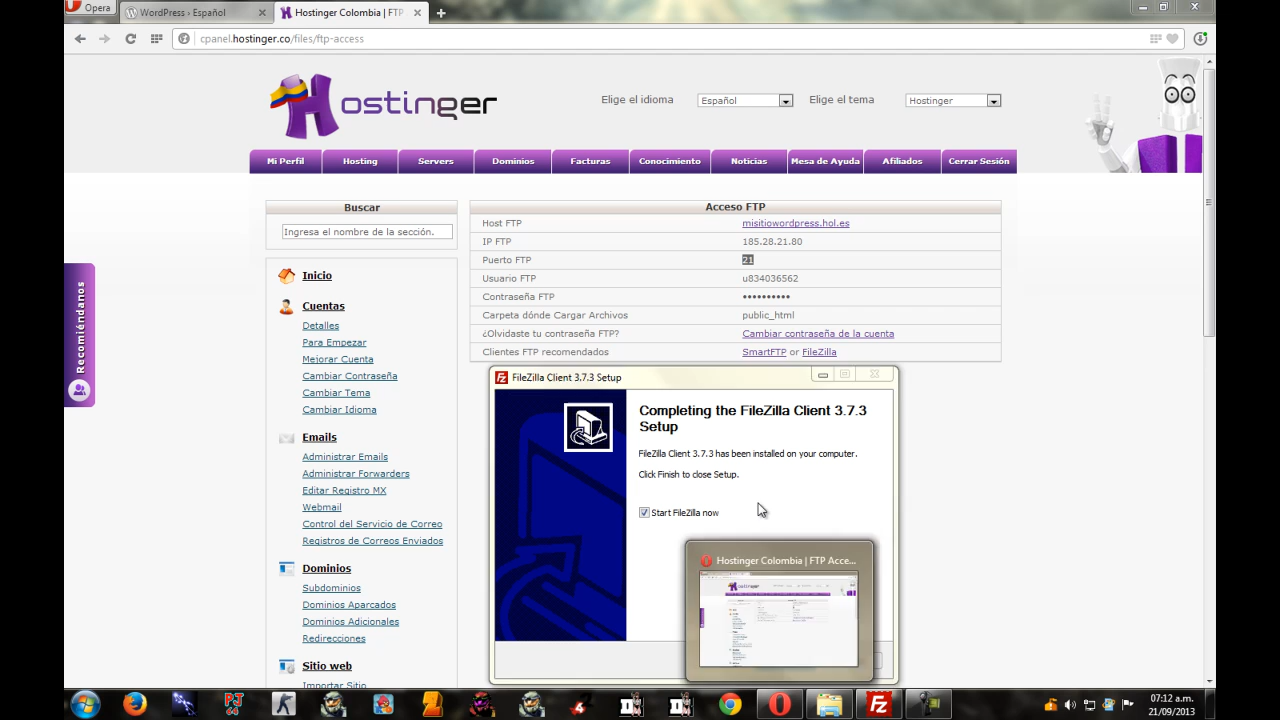 Opera
WordPress › Español
Hostinger Colombia | FTP
cpanel.hostinger.co/files/ftp-access
Hostinger
Elige el idioma
Español
Elige el tema
Hostinger
Mi Perfil
Hosting
Servers
Dominios
Facturas
Conocimiento
Noticias
Mesa de Ayuda
Afiliados
Cerrar Sesión
Recomiéndanos
Buscar
Ingresa el nombre de la sección.
Inicio
Cuentas
Detalles
Para Empezar
Mejorar Cuenta
Cambiar Contraseña
Cambiar Tema
Cambiar Idioma
Emails
Administrar Emails
Administrar Forwarders
Editar Registro MX
Webmail
Control del Servicio de Correo
Registros de Correos Enviados
Dominios
Subdominios
Dominios Aparcados
Dominios Adicionales
Redirecciones
Sitio web
Importar Sitio
Acceso FTP
Host FTP misitiowordpress.hol.es
IP FTP 185.28.21.80
Puerto FTP 21
Usuario FTP u834036562
Contraseña FTP ••••••••••
Carpeta dónde Cargar Archivos public_html
¿Olvidaste tu contraseña FTP? Cambiar contraseña de la cuenta
Clientes FTP recomendados SmartFTP or FileZilla
FileZilla Client 3.7.3 Setup
Completing the FileZilla Client 3.7.3
Setup
FileZilla Client 3.7.3 has been installed on your computer.
Click Finish to close Setup.
Start FileZilla now
Hostinger Colombia | FTP Acce...
07:12 a.m.
21/09/2013